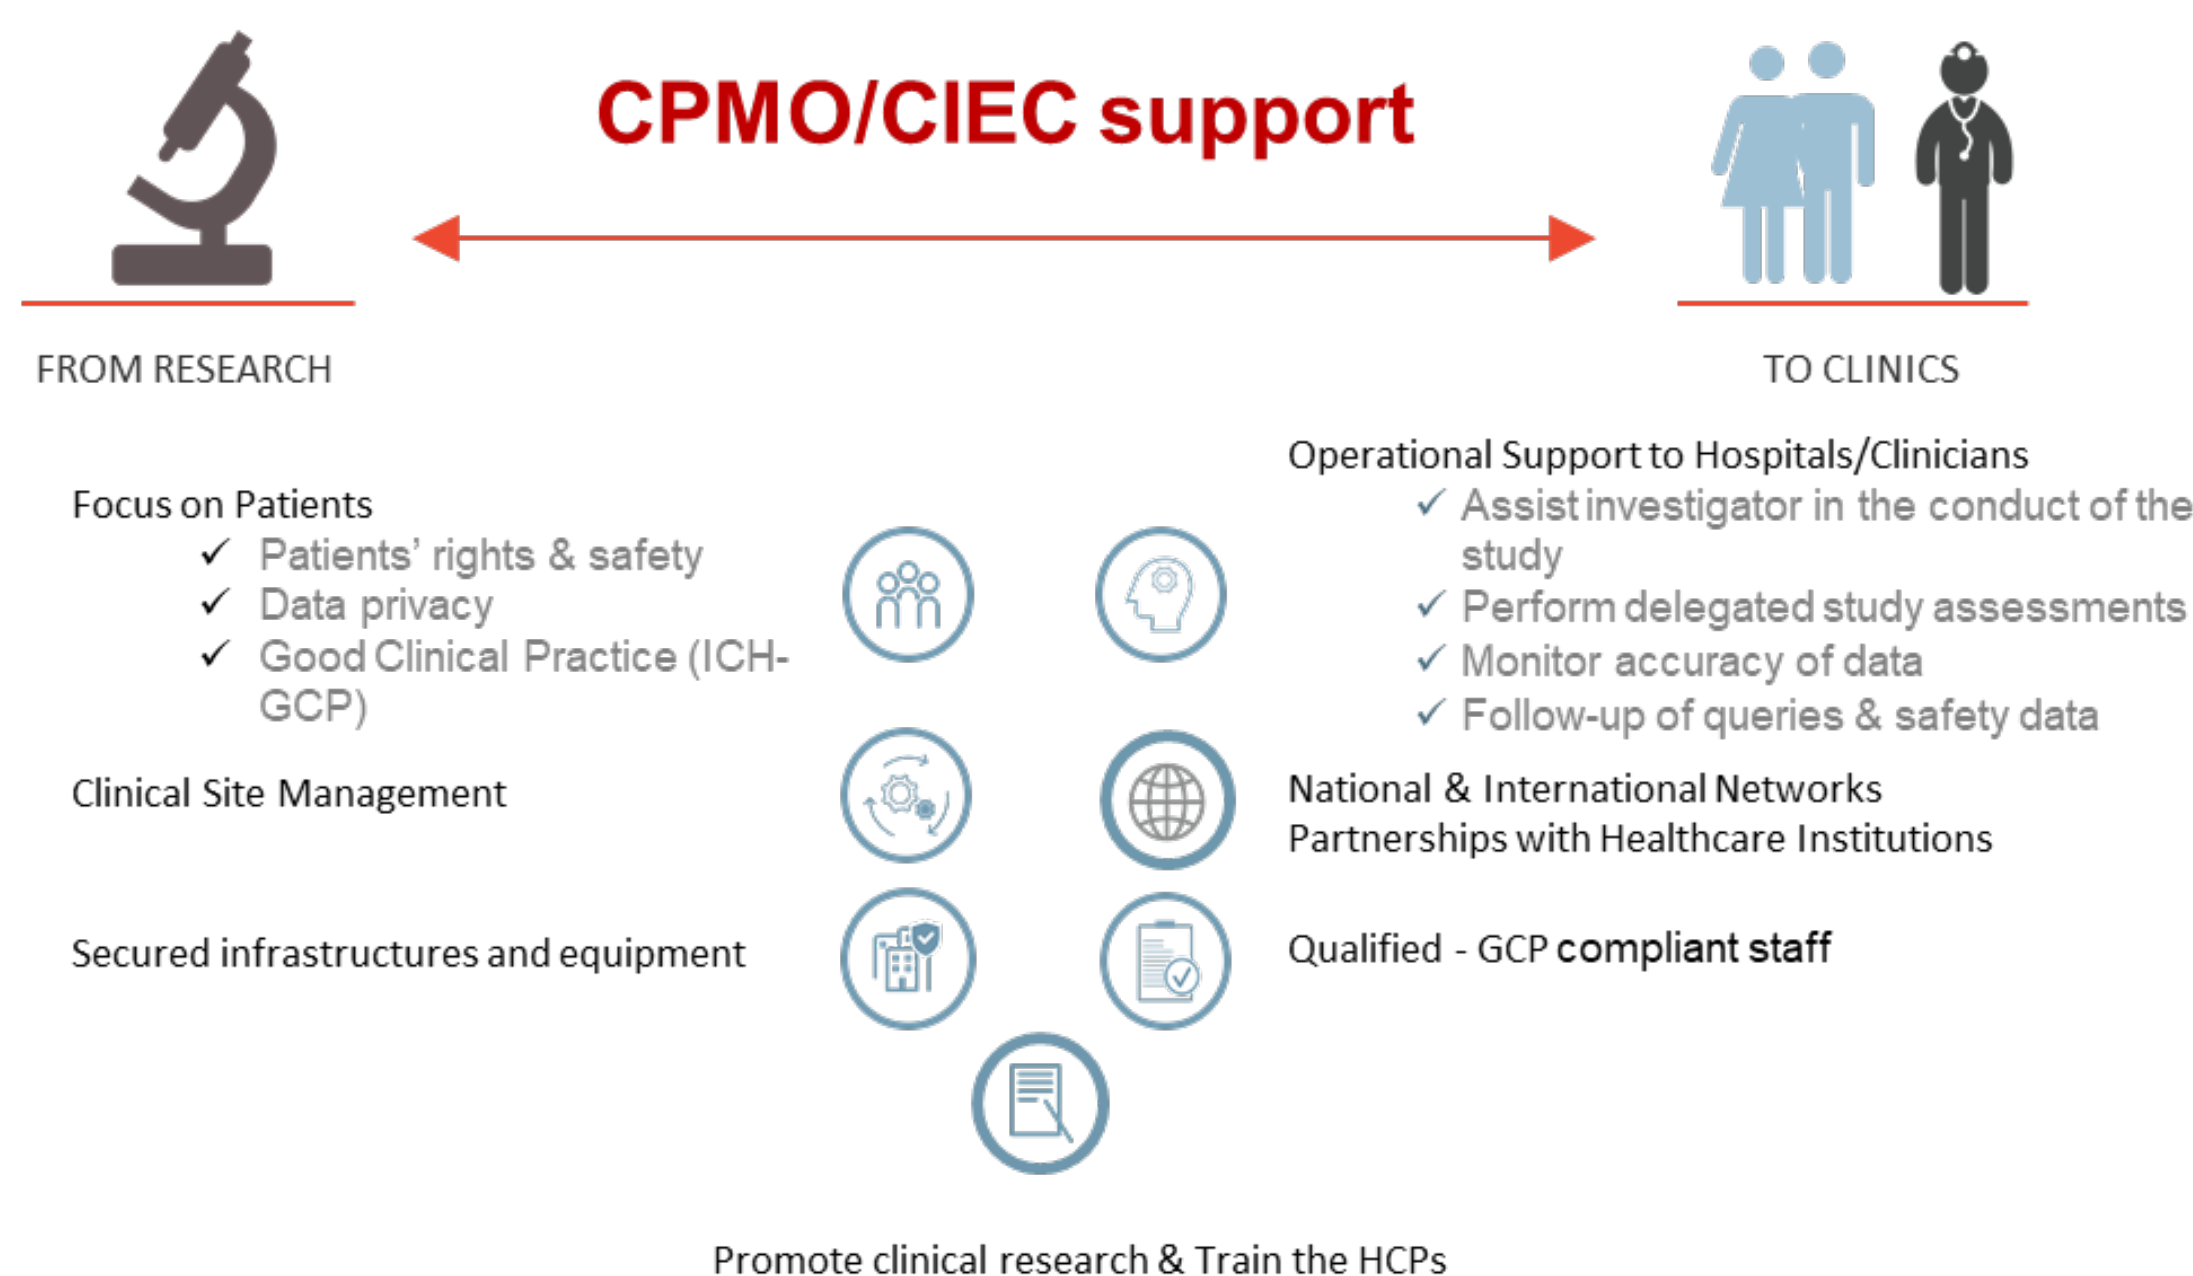 CPMO/CIEC support
FROM RESEARCH
TO CLINICS
Focus on Patients
✓ Patients’ rights & safety
✓ Data privacy
✓ Good Clinical Practice (ICH-
GCP)
Clinical Site Management
Secured infrastructures and equipment
Operational Support to Hospitals/Clinicians
✓ Assist investigator in the conduct of the
study
✓ Perform delegated study assessments
✓ Monitor accuracy of data
✓ Follow-up of queries & safety data
National & International Networks
Partnerships with Healthcare Institutions
Qualified - GCP compliant staff
Promote clinical research & Train the HCPs